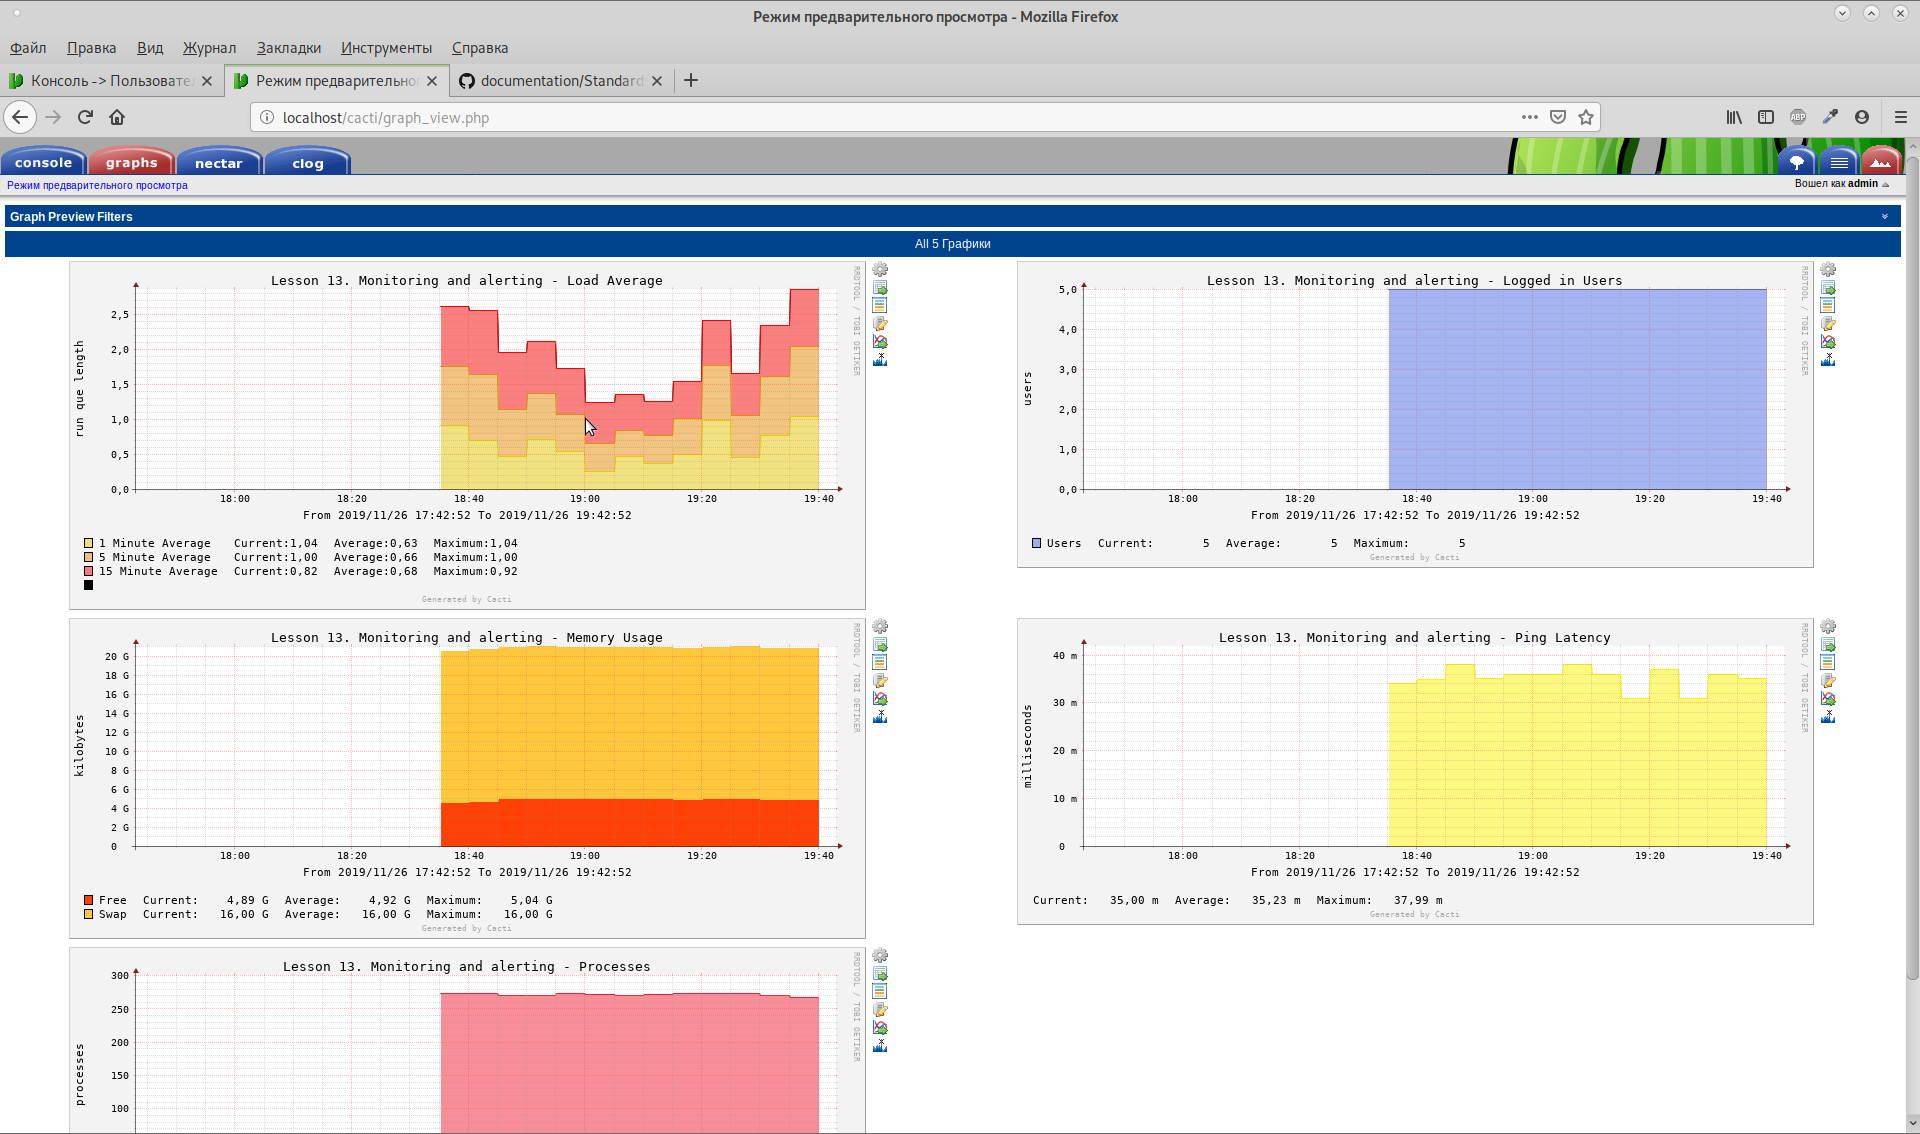 Режим предварительного просмотра - Mozilla Firefox
Файл Правка Вид Журнал Закладки Инструменты Справка
Консоль -> Пользовате
Режим предварительно
documentation/Standard
localhost/cacti/graph_view.php
ABP
console graphs nectar clog
Режим предварительного просмотра
Вошел как admin
Graph Preview Filters
All 5 Графики
Lesson 13. Monitoring and alerting - Load Average
RRDTOOL / TOBI OETIKER
run que length
2,5
2,0
1,5
1,0
0,5
0,0
18:00 18:20 18:40 19:00 19:20 19:40
From 2019/11/26 17:42:52 To 2019/11/26 19:42:52
1 Minute Average Current:1,04 Average:0,63 Maximum:1,04
5 Minute Average Current:1,00 Average:0,66 Maximum:1,00
15 Minute Average Current:0,82 Average:0,68 Maximum:0,92
Generated by Cacti
Lesson 13. Monitoring and alerting - Logged in Users
RRDTOOL / TOBI OETIKER
users
5,0
4,0
3,0
2,0
1,0
0,0
18:00 18:20 18:40 19:00 19:20 19:40
From 2019/11/26 17:42:52 To 2019/11/26 19:42:52
Users Current: 5 Average: 5 Maximum: 5
Generated by Cacti
Lesson 13. Monitoring and alerting - Memory Usage
RRDTOOL / TOBI OETIKER
kilobytes
20 G
18 G
16 G
14 G
12 G
10 G
8 G
6 G
4 G
2 G
0
18:00 18:20 18:40 19:00 19:20 19:40
From 2019/11/26 17:42:52 To 2019/11/26 19:42:52
Free Current: 4,89 G Average: 4,92 G Maximum: 5,04 G
Swap Current: 16,00 G Average: 16,00 G Maximum: 16,00 G
Generated by Cacti
Lesson 13. Monitoring and alerting - Ping Latency
RRDTOOL / TOBI OETIKER
milliseconds
40 m
30 m
20 m
10 m
0
18:00 18:20 18:40 19:00 19:20 19:40
From 2019/11/26 17:42:52 To 2019/11/26 19:42:52
Current: 35,00 m Average: 35,23 m Maximum: 37,99 m
Generated by Cacti
Lesson 13. Monitoring and alerting - Processes
RRDTOOL / TOBI OETIKER
processes
300
250
200
150
100